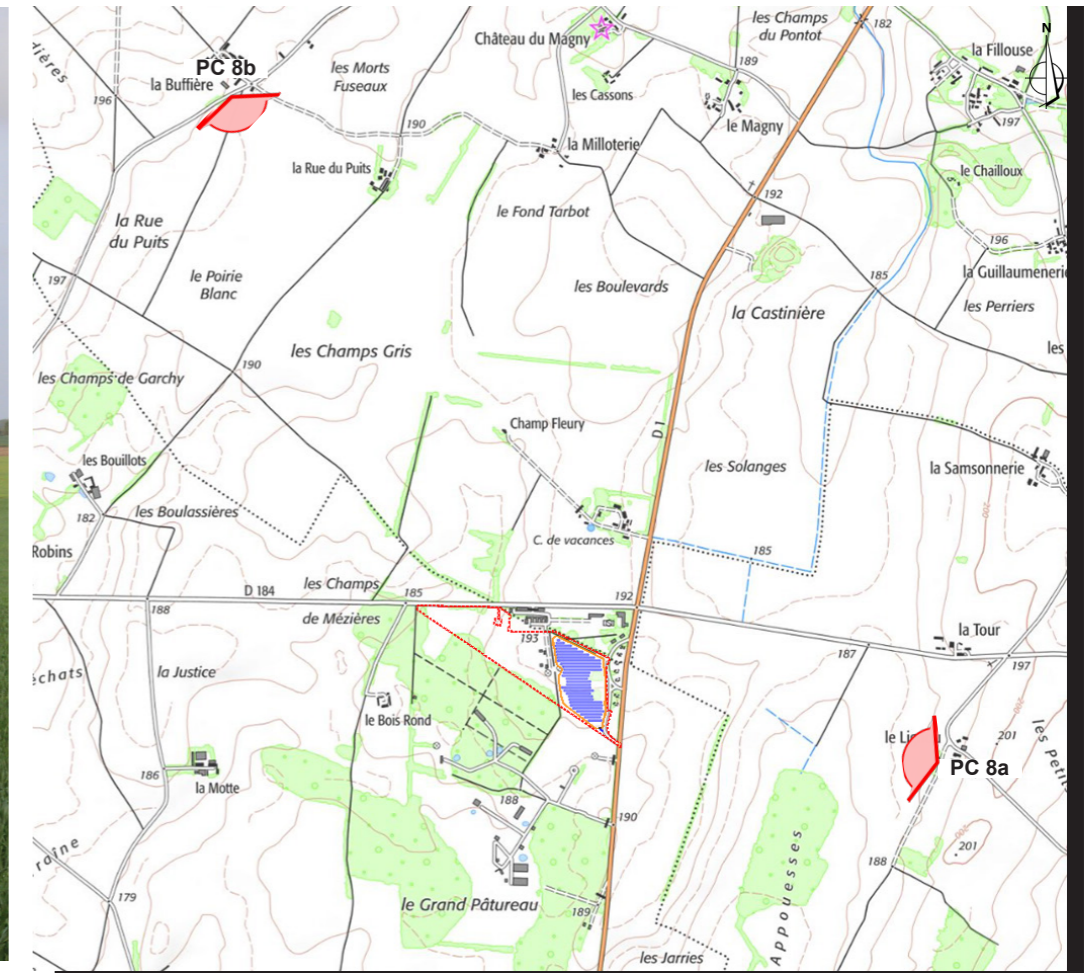 les Champs
du Pontot
182
N
Château du Magny
la Fillouse
PC 8b
la Buffière
les Morts
Fuseaux
189
les Cassons
196
le Magny
197
190
la Milloterie
la Rue du Puits
le Chailloux
192
la Rue
du Puits
le Fond Tarbot
196
197
le Poirie
Blanc
185
la Guillaumenerie
les Boulevards
les Perriers
la Castinière
les Champs Gris
les
190
les Champs de Garchy
Champ Fleury
D 1
les Bouillots
les Solanges
la Samsonnerie
200
182
les Boulassières
C. de vacances
Robins
185
les Champs
D 184
185
192
188
de Mézières
193
la Tour
187
197
la Justice
le Bois Rond
201
les Petits
PC 8a
186
la Motte
188
190
200
201
raine
188
179
le Grand Pâtureau
189
Appouesses
les Jarries